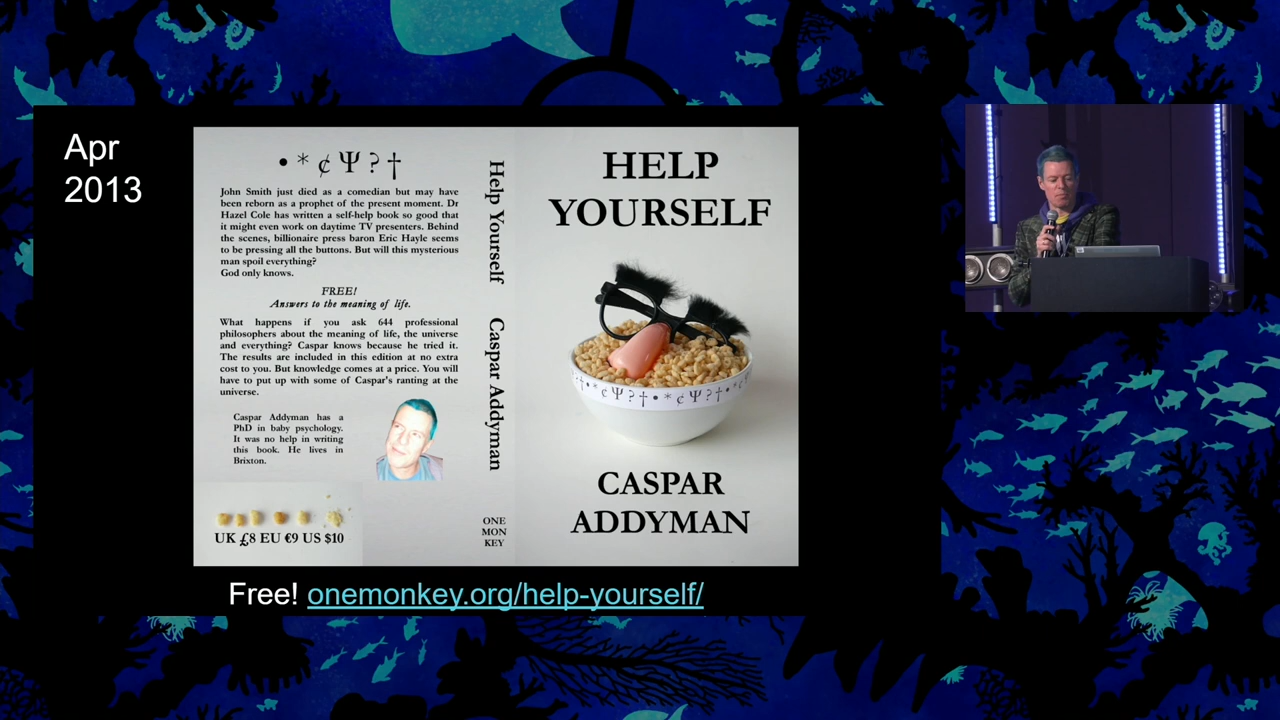 Apr
2013
• * ¢ Ψ ? †
John Smith just died as a comedian but may have
been reborn as a prophet of the present moment. Dr
Hazel Cole has written a self-help book so good that
it might even work on daytime TV presenters. Behind
the scenes, billionaire press baron Eric Hayle seems
to be pressing all the buttons. But will this mysterious
man spoil everything?
God only knows.
FREE!
Answers to the meaning of life.
What happens if you ask 644 professional
philosophers about the meaning of life, the universe
and everything? Caspar knows because he tried it.
The results are included in this edition at no extra
cost to you. But knowledge comes at a price. You will
have to put up with some of Caspar's ranting at the
universe.
Caspar Addyman has a
PhD in baby psychology.
It was no help in writing
this book. He lives in
Brixton.
UK £8 EU €9 US $10
Help Yourself Caspar Addyman
ONE
MON
KEY
HELP
YOURSELF
•*¢Ψ?†•*¢Ψ?†•
CASPAR
ADDYMAN
Free! onemonkey.org/help-yourself/